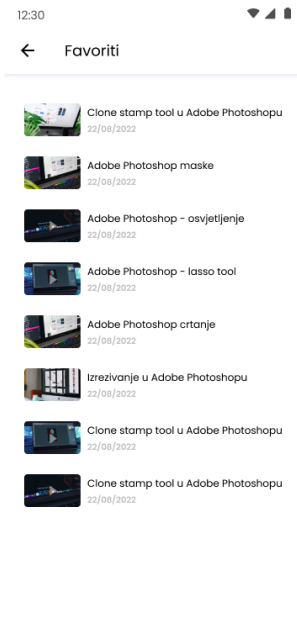 12:30
Favoriti
Clone stamp tool u Adobe Photoshopu
22/08/2022
Adobe Photoshop maske
22/08/2022
Adobe Photoshop - osvjetljenje
22/08/2022
Adobe Photoshop - lasso tool
22/08/2022
Adobe Photoshop crtanje
22/08/2022
Izrezivanje u Adobe Photoshopu
22/08/2022
Clone stamp tool u Adobe Photoshopu
22/08/2022
Clone stamp tool u Adobe Photoshopu
22/08/2022